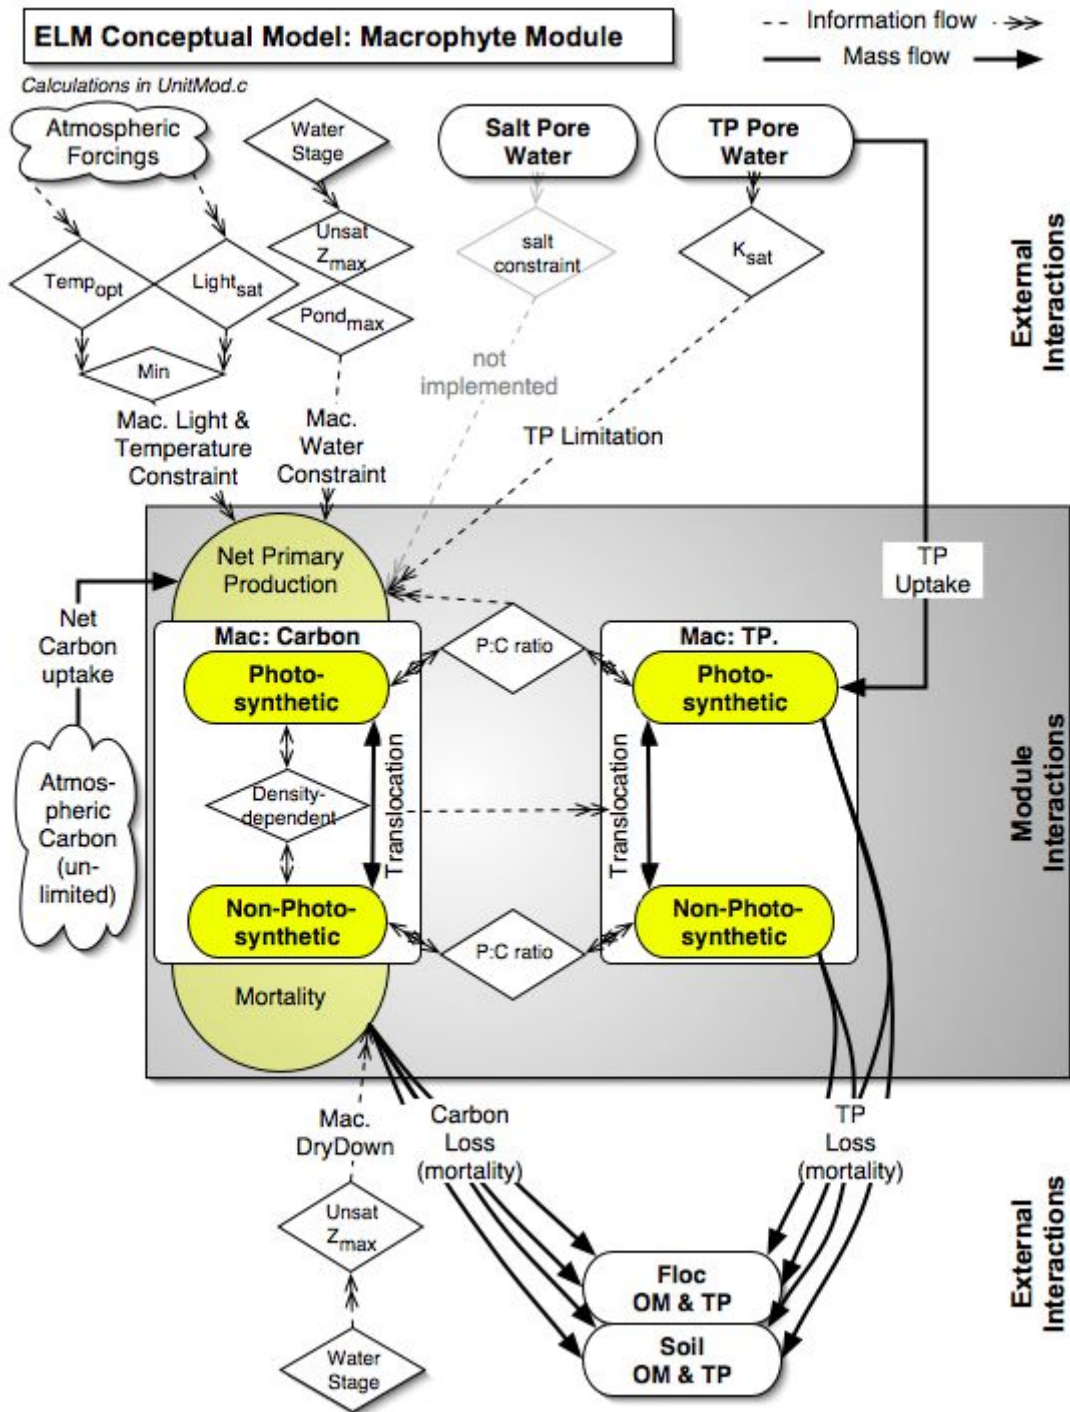 ELM Conceptual Model: Macrophyte Module
Information flow
Mass flow
Calculations in UnitMod.c
Atmospheric
Forcings
Water
Stage
Salt Pore
Water
TP Pore
Water
Unsat
Zmax
salt
constraint
Ksat
Tempopt
Lightsat
Pondmax
Min
External
Interactions
not
implemented
Mac. Light &
Temperature
Constraint
Mac.
Water
Constraint
TP Limitation
Net Primary
Production
TP
Uptake
Net
Carbon
uptake
Mac: Carbon
P:C ratio
Mac: TP.
Photo-
synthetic
Photo-
synthetic
Atmos-
pheric
Carbon
(un-
limited)
Density-
dependent
Translocation
Translocation
Module
Interactions
Non-Photo-
synthetic
P:C ratio
Non-Photo-
synthetic
Mortality
Mac.
DryDown
Carbon
Loss
(mortality)
TP
Loss
(mortality)
Unsat
Zmax
External
Interactions
Floc
OM & TP
Soil
OM & TP
Water
Stage